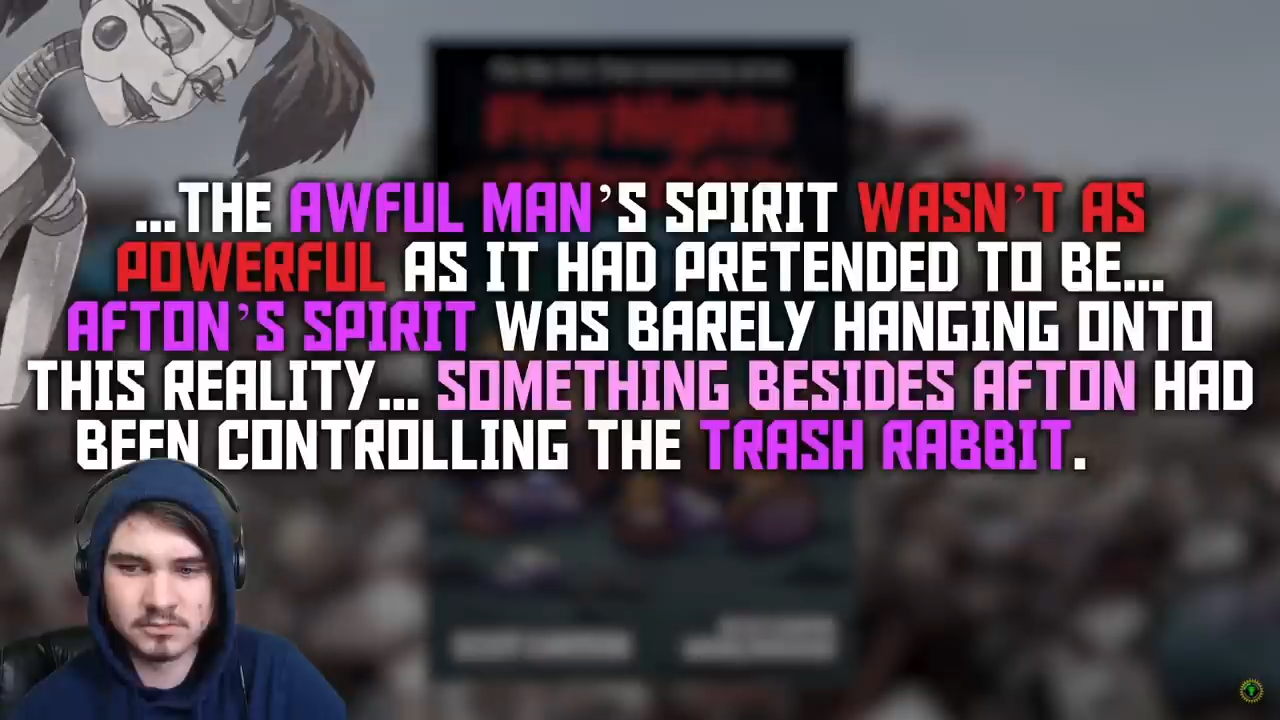 ...THE AWFUL MAN'S SPIRIT WASN'T AS
POWERFUL AS IT HAD PRETENDED TO BE...
AFTON'S SPIRIT WAS BARELY HANGING ONTO
THIS REALITY... SOMETHING BESIDES AFTON HAD
BEEN CONTROLLING THE TRASH RABBIT.